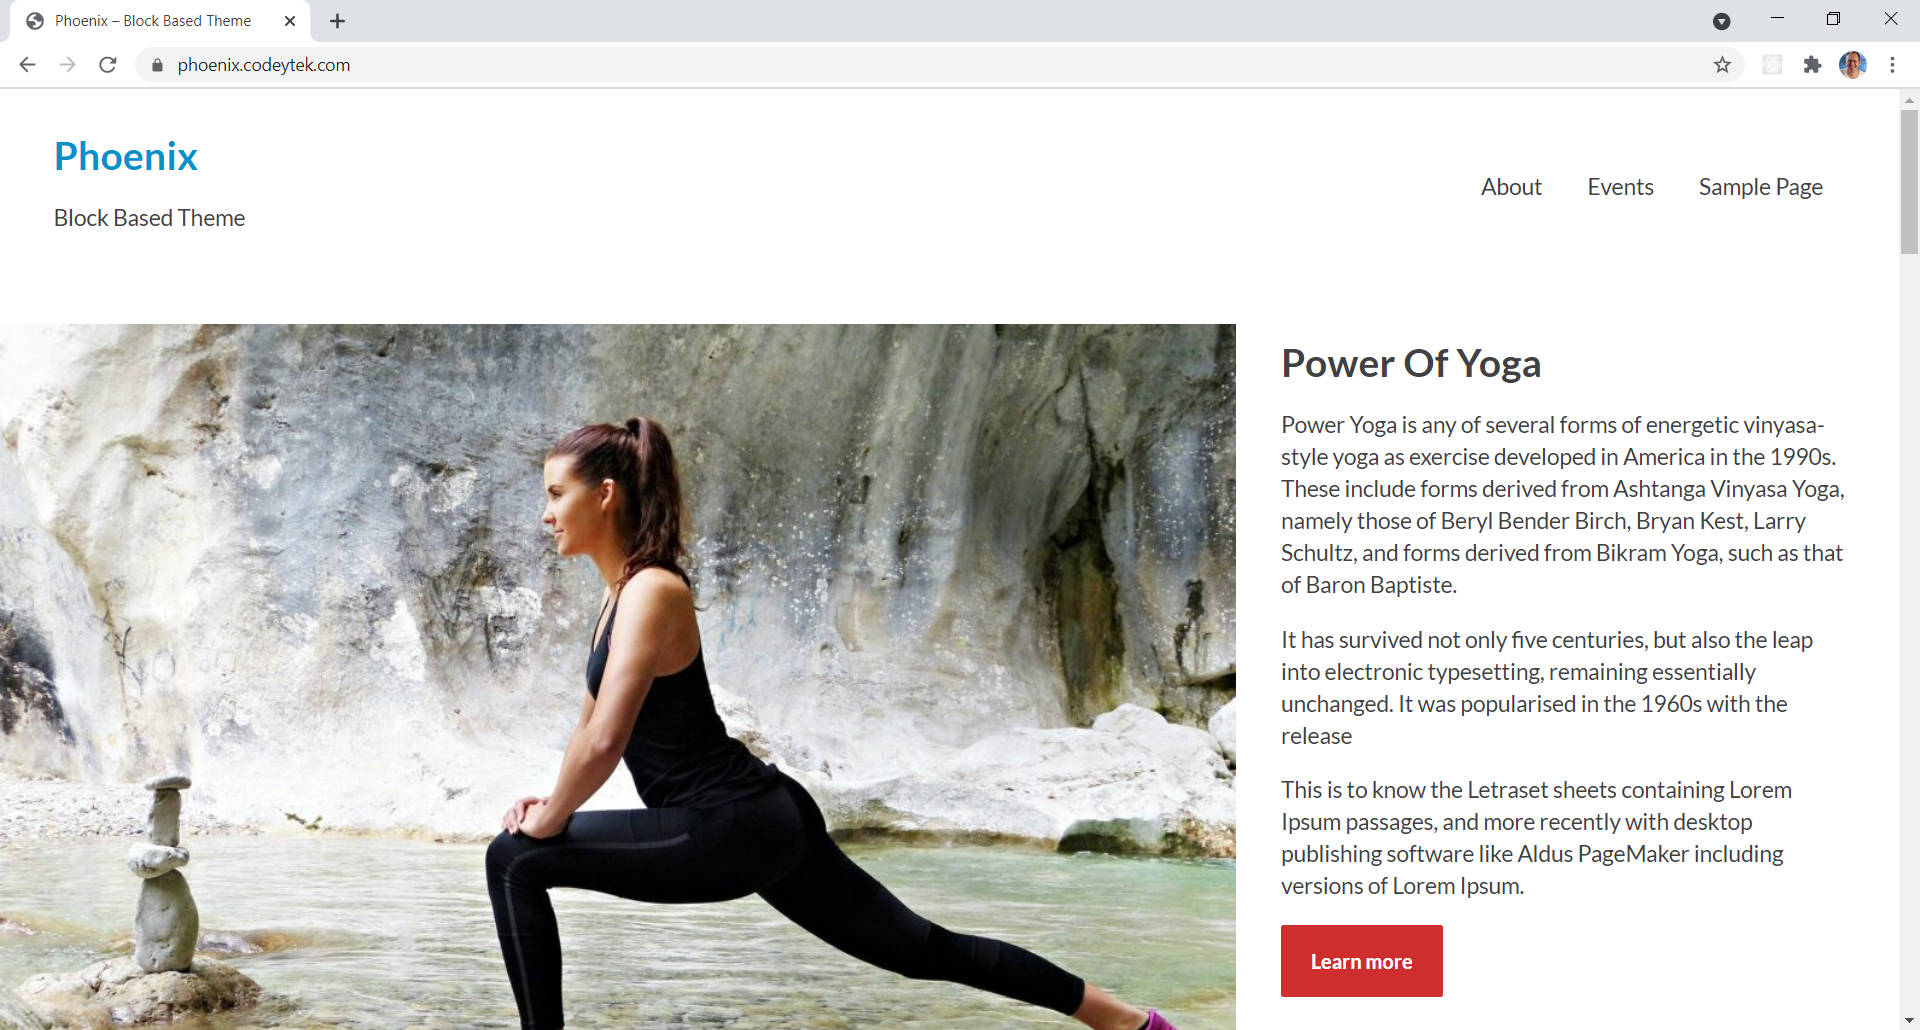 Phoenix – Block Based Theme
phoenix.codeytek.com
Phoenix
Block Based Theme
About
Events
Sample Page
Power Of Yoga
Power Yoga is any of several forms of energetic vinyasa-
style yoga as exercise developed in America in the 1990s.
These include forms derived from Ashtanga Vinyasa Yoga,
namely those of Beryl Bender Birch, Bryan Kest, Larry
Schultz, and forms derived from Bikram Yoga, such as that
of Baron Baptiste.
It has survived not only five centuries, but also the leap
into electronic typesetting, remaining essentially
unchanged. It was popularised in the 1960s with the
release
This is to know the Letraset sheets containing Lorem
Ipsum passages, and more recently with desktop
publishing software like Aldus PageMaker including
versions of Lorem Ipsum.
Learn more